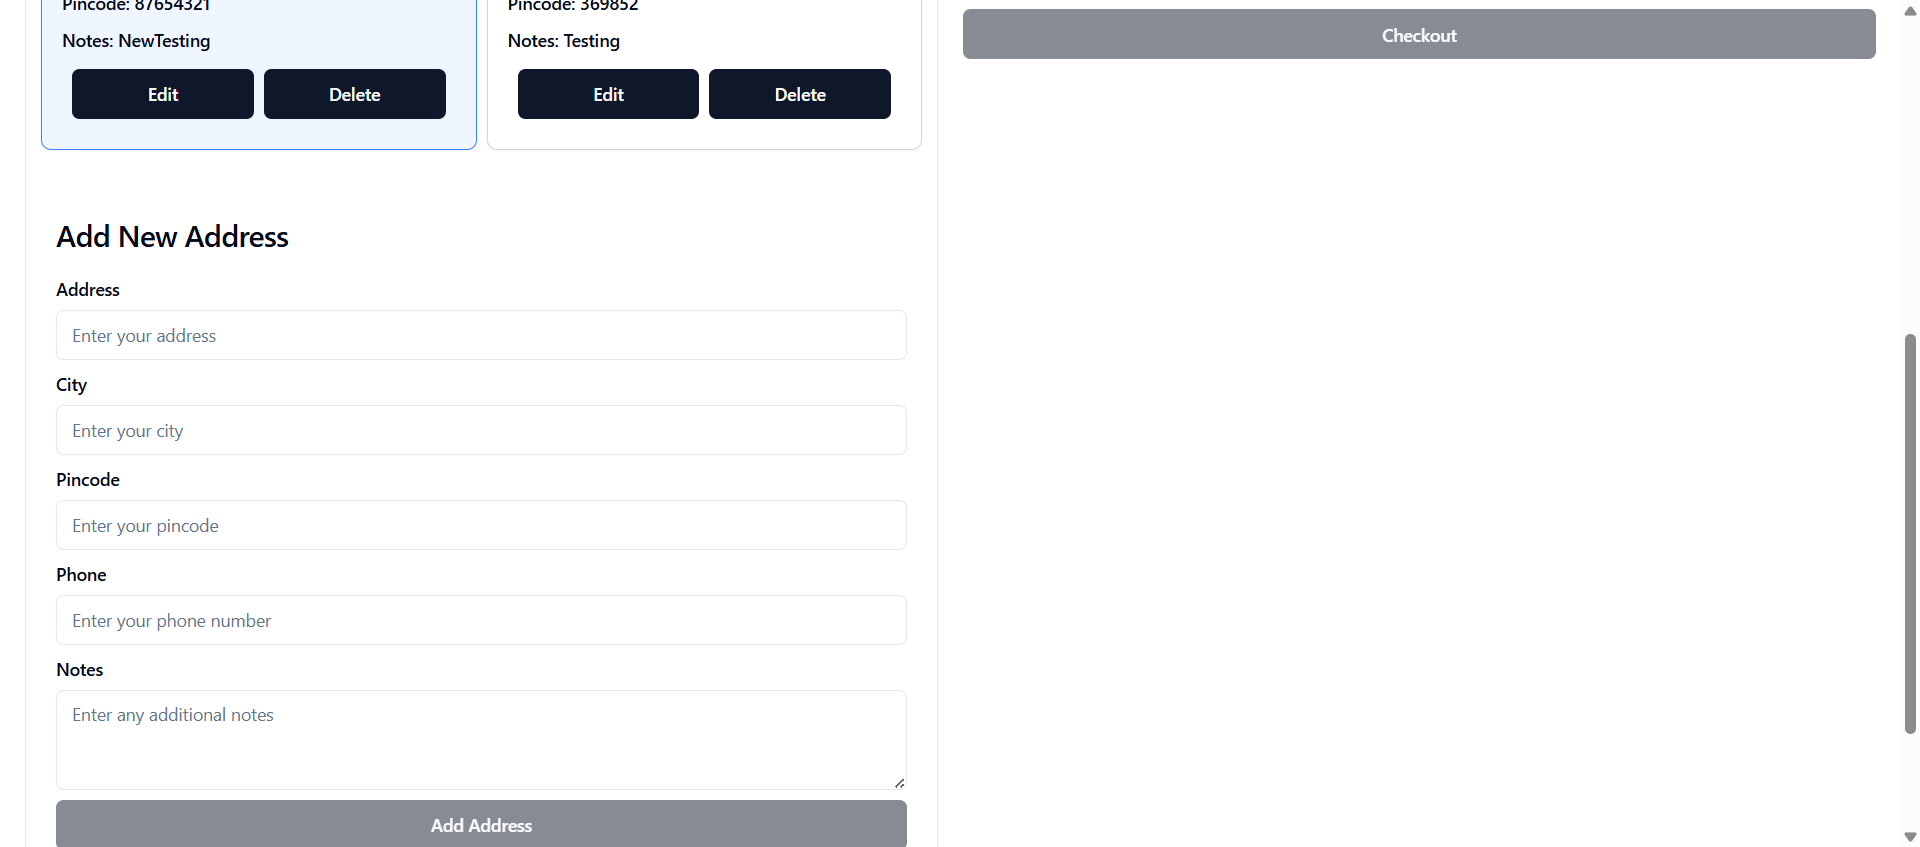 Pincode: 87654321
Notes: NewTesting
Edit
Delete
Pincode: 369852
Notes: Testing
Edit
Delete
Checkout
Add New Address
Address
Enter your address
City
Enter your city
Pincode
Enter your pincode
Phone
Enter your phone number
Notes
Enter any additional notes
Add Address